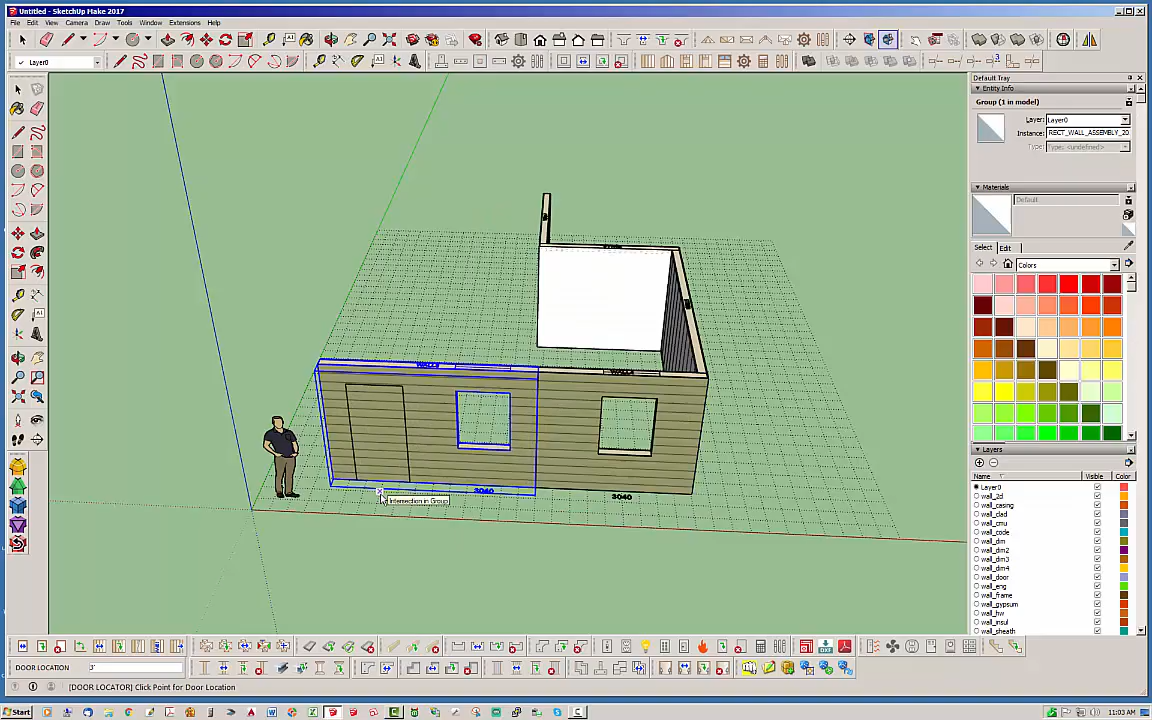 Untitled - SketchUp Make 2017
File Edit View Camera Draw Tools Window Extensions Help
Layer0
Default Tray
Entity Info
Group (1 in model)
Layer: Layer0
Instance: RECT_WALL_ASSEMBLY_20
Type: Type: <undefined>
Materials
Default
Select Edit
Colors
Layers
Name Visible Color
Layer0
wall_2d
wall_casing
wall_clad
wall_cmu
wall_code
wall_dim
wall_dim2
wall_dim3
wall_dim4
wall_door
wall_eng
wall_frame
wall_gypsum
wall_hw
wall_insul
wall_sheath
3040
3040
Intersection in Group
DOOR LOCATION 3'
[DOOR LOCATOR] Click Point for Door Location
Start
11:03 AM